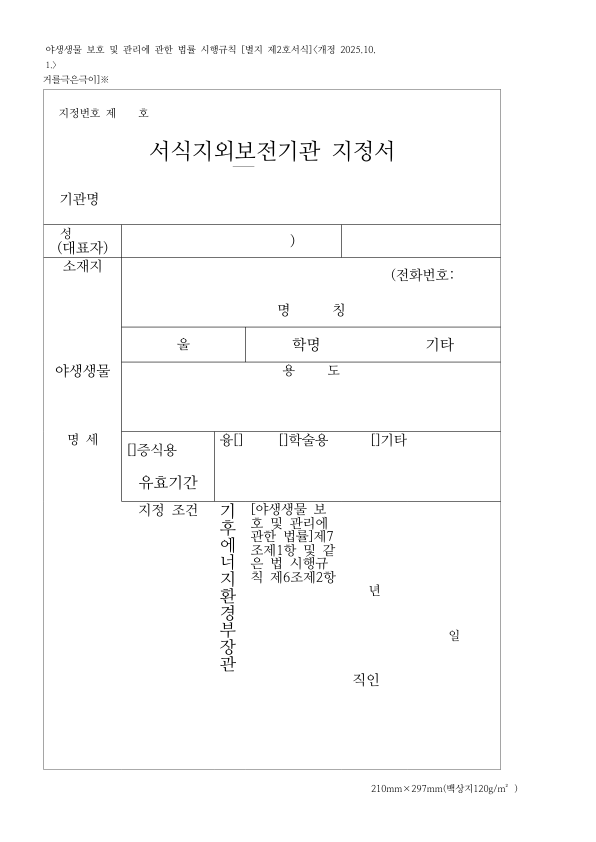 야생생물 보호 및 관리에 관한 법률 시행규칙 [별지 제2호서식]<개정 2025.10.
1.>
거를극은극이]※
지정번호 제 호
서식지외보전기관 지정서
기관명
성
(대표자)
)
소재지
(전화번호:
명 칭
울 학명 기타
야생생물
용 도
명 세
[]증식용
융[] []학술용 []기타
유효기간
지정 조건
기후에너지환경부장관
[야생생물 보
호 및 관리에
관한 법률]제7
조제1항 및 같
은 법 시행규
칙 제6조제2항
년
일
직인
210mm×297mm(백상지120g/㎡ )